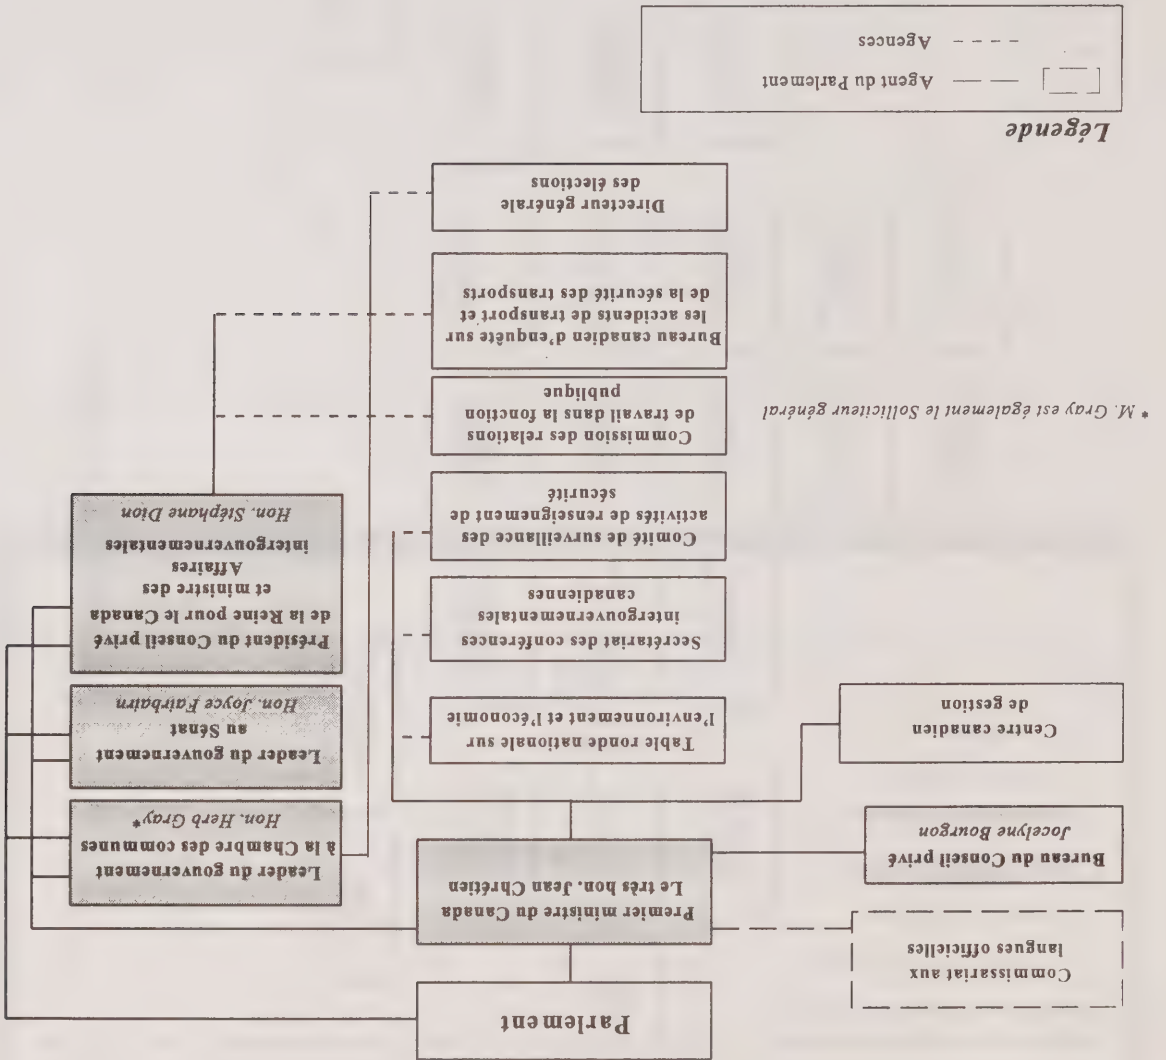 Parlement
Commissariat aux
langues officielles
Premier ministre du Canada
Le très hon. Jean Chrétien
Bureau du Conseil privé
Jocelyne Bourgon
Leader du gouvernement
à la Chambre des communes
Hon. Herb Gray*
Leader du gouvernement
au Sénat
Hon. Joyce Fairbairn
Président du Conseil privé
de la Reine pour le Canada
et ministre des
Affaires
intergouvernementales
Hon. Stéphane Dion
Centre canadien
de gestion
Table ronde nationale sur
l'environnement et l'économie
Secrétariat des conférences
intergouvernementales
canadiennes
Comité de surveillance des
activités de renseignement de
sécurité
Commission des relations
de travail dans la fonction
publique
Bureau canadien d'enquête sur
les accidents de transport et
de la sécurité des transports
Directeur générale
des élections
* M. Gray est également le Solliciteur général
Légende
Agent du Parlement
Agences